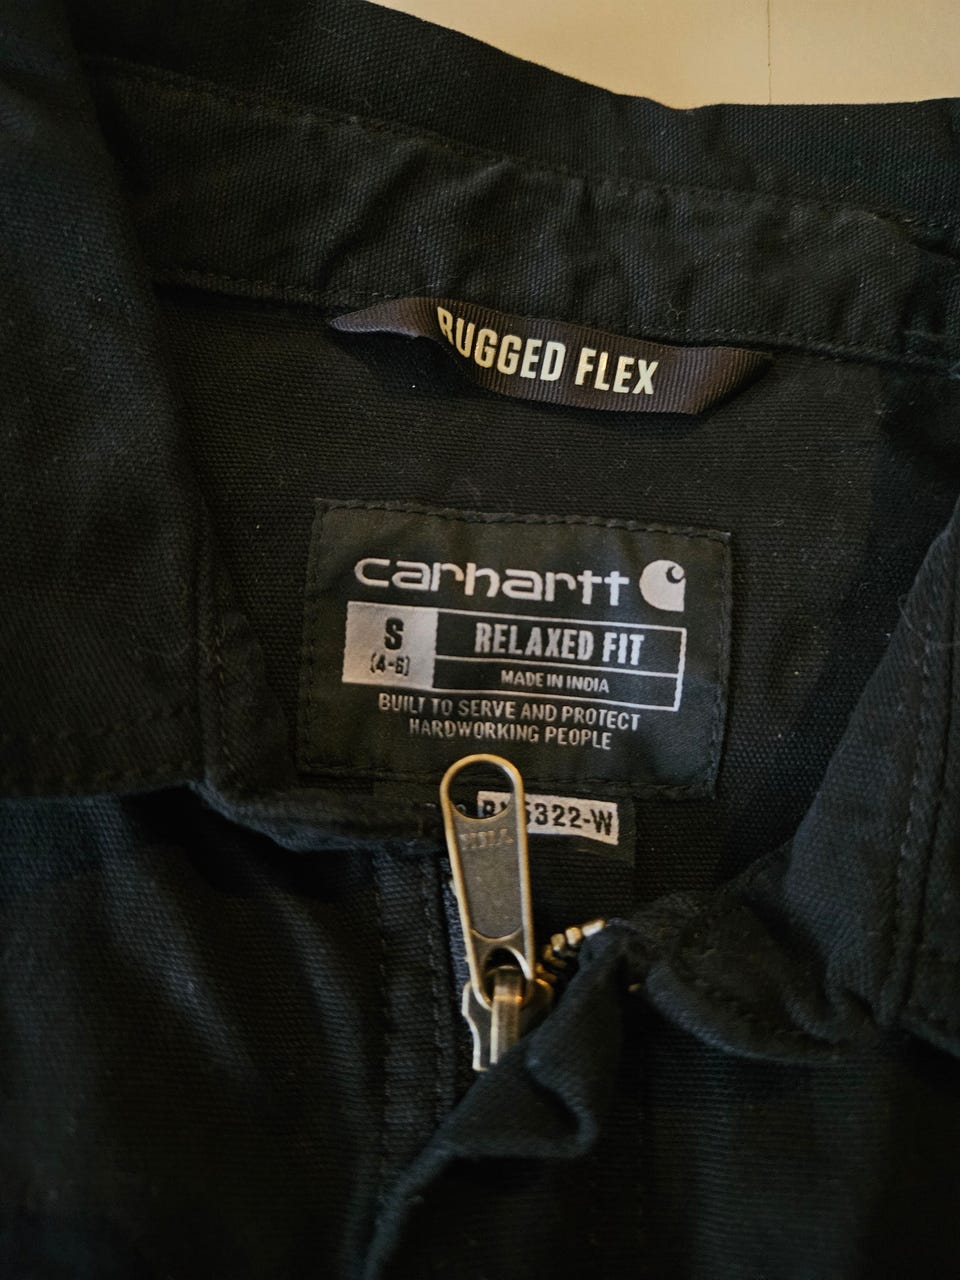 RUGGED FLEX
carhartt
S
(4-6)
RELAXED FIT
MADE IN INDIA
BUILT TO SERVE AND PROTECT
HARDWORKING PEOPLE